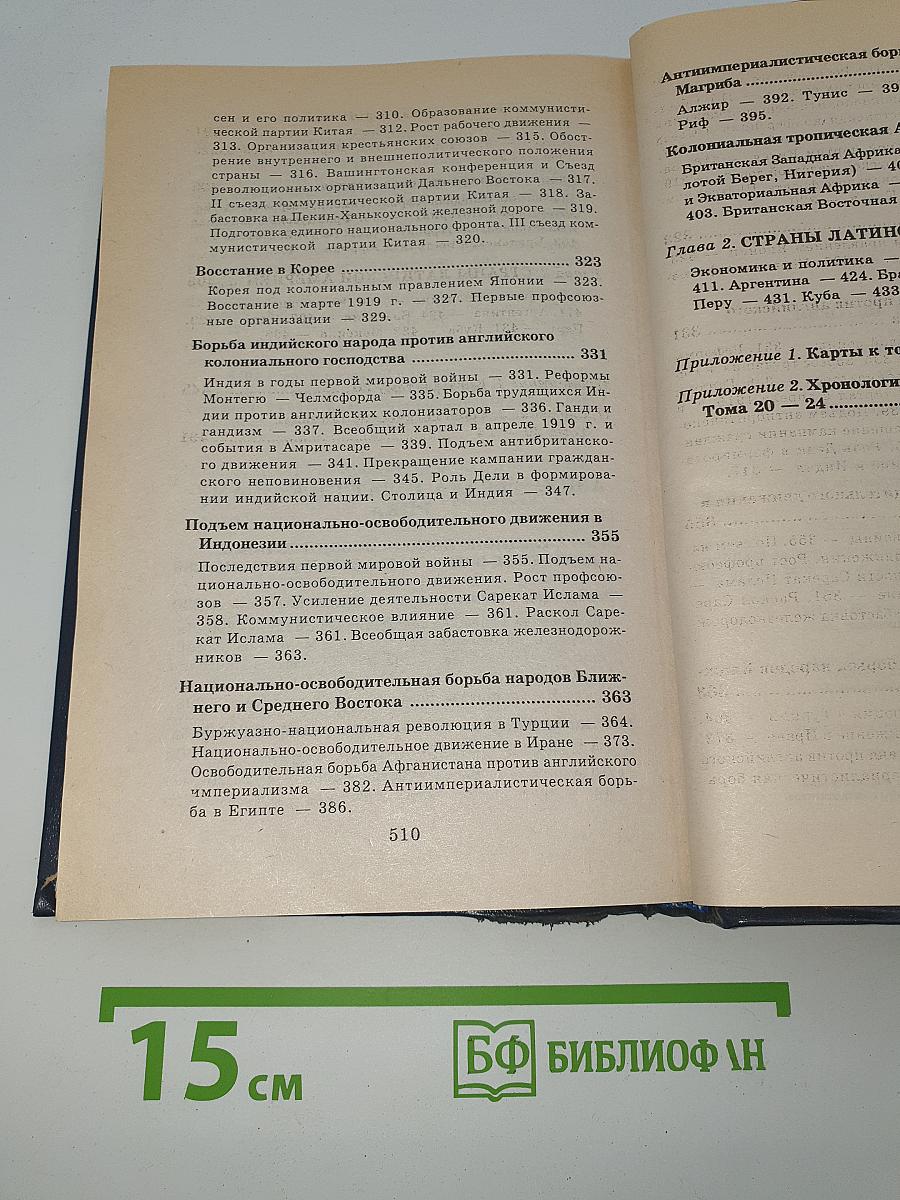 сен и его политика — 310. Образование коммунисти-
ческой партии Китая — 312. Рост рабочего движения —
313. Организация крестьянских союзов — 315. Обост-
рение внутреннего и внешнеполитического положения
страны — 316. Вашингтонская конференция и Съезд
революционных организаций Дальнего Востока — 317.
II съезд коммунистической партии Китая — 318. За-
бастовка на Пекин-Ханькоуской железной дороге — 319.
Подготовка единого национального фронта. III съезд ком-
мунистической партии Китая — 320.
Восстание в Корее ........ 323
Корея под колониальным правлением Японии — 323.
Восстание в марте 1919 г. — 327. Первые профсоюз-
ные организации — 329.
Борьба индийского народа против английского
колониального господства ........ 331
Индия в годы первой мировой войны — 331. Реформы
Монтегю — Челмсфорда — 335. Борьба трудящихся Ин-
дии против английских колонизаторов — 336. Ганди и
гандизм — 337. Всеобщий хартал в апреле 1919 г. и
события в Амритасаре — 339. Подъем антибританско-
го движения — 341. Прекращение кампании граждан-
ского неповиновения — 345. Роль Дели в формирова-
нии индийской нации. Столица и Индия — 347.
Подъем национально-освободительного движения в
Индонезии ........ 355
Последствия первой мировой войны — 355. Подъем на-
ционально-освободительного движения. Рост профсою-
зов — 357. Усиление деятельности Сарекат Ислама —
358. Коммунистическое влияние — 361. Раскол Саре-
кат Ислама — 361. Всеобщая забастовка железнодорож-
ников — 363.
Национально-освободительная борьба народов Ближ-
него и Среднего Востока ........ 363
Буржуазно-национальная революция в Турции — 364.
Национально-освободительное движение в Иране — 373.
Освободительная борьба Афганистана против английского
империализма — 382. Антиимпериалистическая борь-
ба в Египте — 386.
510
Антиимпериалистическая борь
Магриба ........
Алжир — 392. Тунис — 39
Риф — 395.
Колониальная тропическая А
Британская Западная Африка
лотой Берег, Нигерия) — 40
и Экваториальная Африка —
403. Британская Восточная
Глава 2. СТРАНЫ ЛАТИНО
Экономика и политика —
411. Аргентина — 424. Бра
Перу — 431. Куба — 433
Приложение 1. Карты к то
Приложение 2. Хронологи
Тома 20 — 24 ........
15 см
БФ БИБЛИОФАН